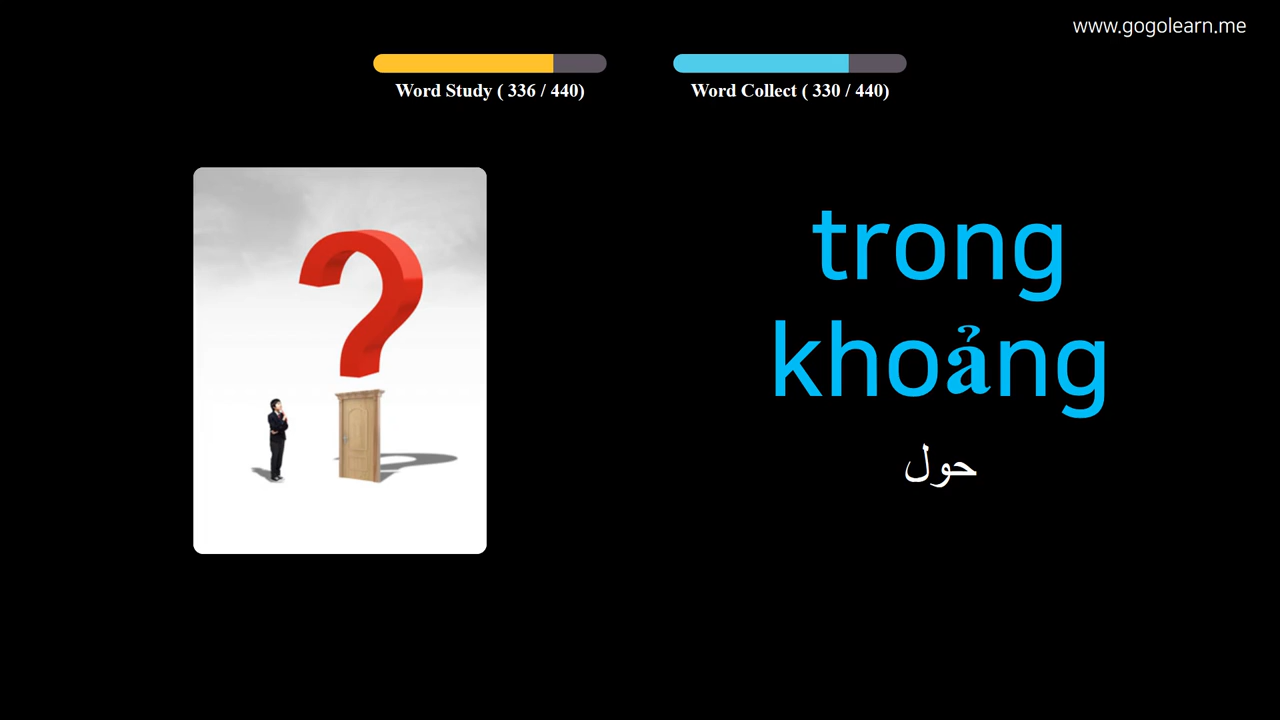 www.gogolearn.me
Word Study ( 336 / 440)
Word Collect ( 330 / 440)
trong
khoảng
حول